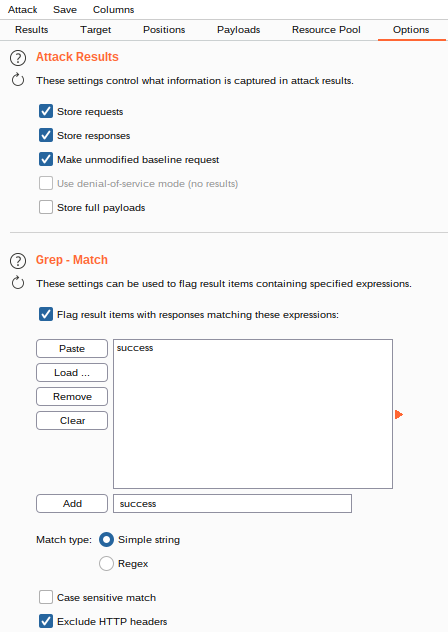 Attack Save Columns
Results Target Positions Payloads Resource Pool Options
? Attack Results
These settings control what information is captured in attack results.
Store requests
Store responses
Make unmodified baseline request
Use denial-of-service mode (no results)
Store full payloads
? Grep - Match
These settings can be used to flag result items containing specified expressions.
Flag result items with responses matching these expressions:
Paste success
Load ...
Remove
Clear
Add success
Match type: Simple string
Regex
Case sensitive match
Exclude HTTP headers